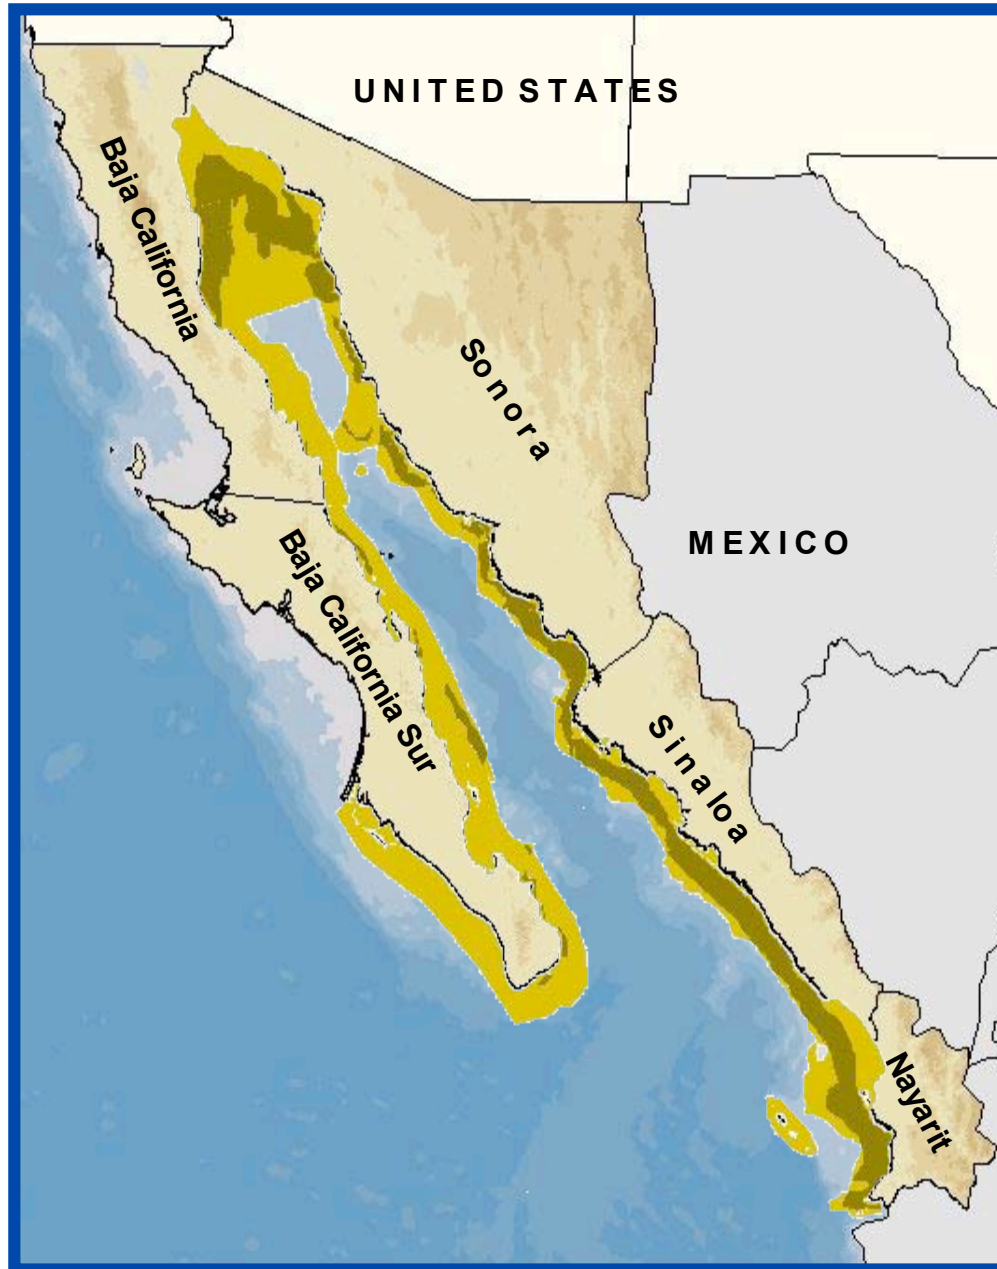 UNITED STATES
Baja California
Sonora
MEXICO
Baja California Sur
Sinaloa
Nayarit